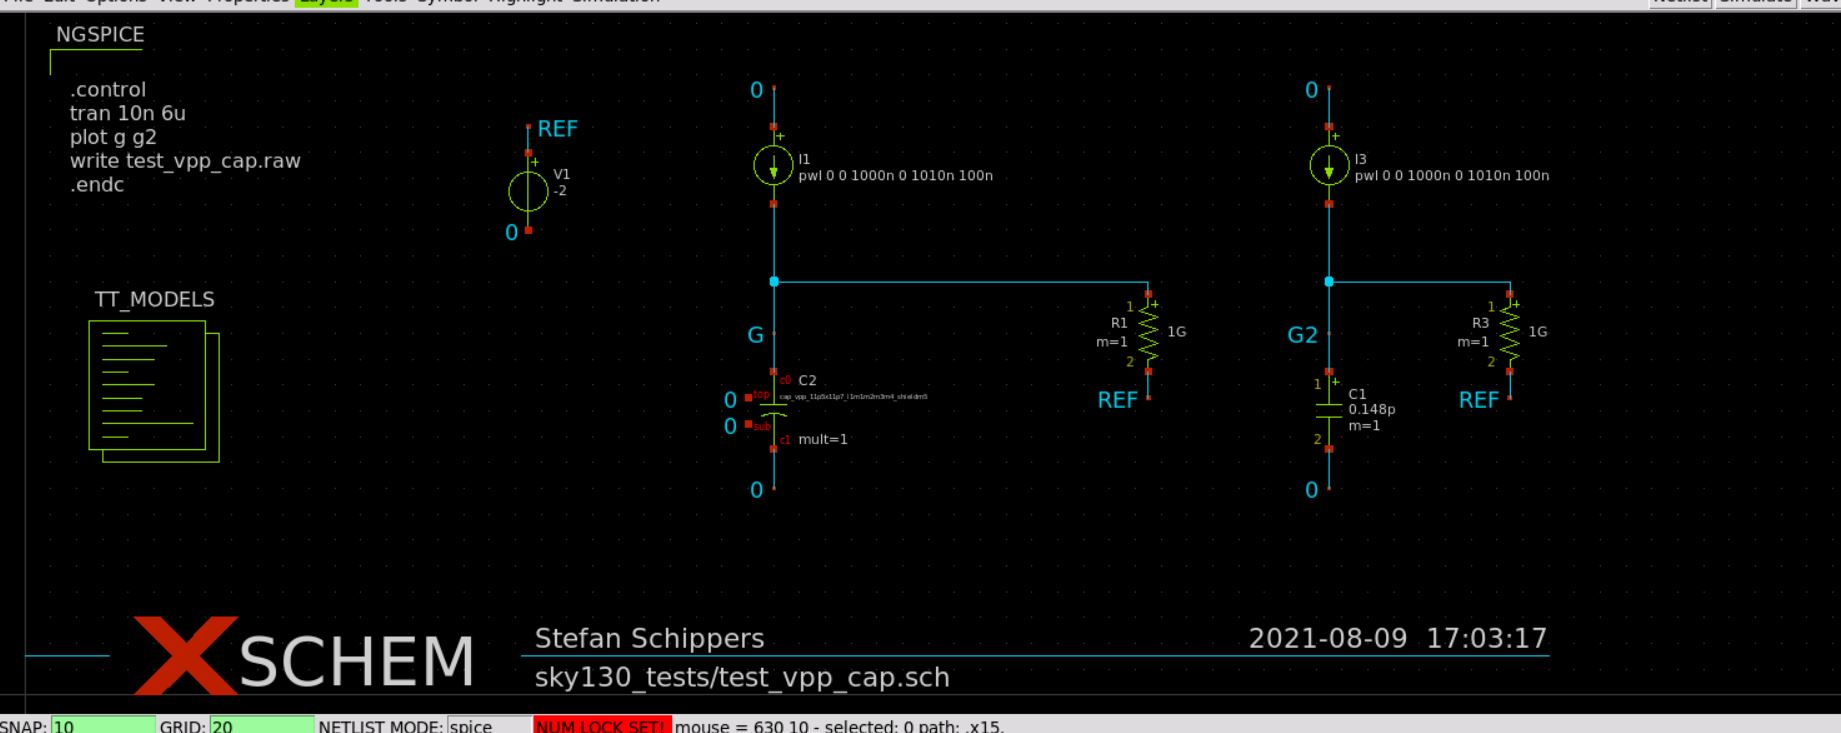 Layers
NGSPICE
.control
tran 10n 6u
plot g g2
write test_vpp_cap.raw
.endc
REF
V1
-2
0
0
I1
pwl 0 0 1000n 0 1010n 100n
0
I3
pwl 0 0 1000n 0 1010n 100n
TT_MODELS
G
1
R1
1G
m=1
2
REF
c0
C2
0
top
cap_vpp_11p5x11p7_l1m1m2m3m4_shieldm5
0
sub
c1
mult=1
0
G2
1
R3
1G
m=1
2
REF
1
C1
0.148p
m=1
2
0
XSCHEM
Stefan Schippers
2021-08-09 17:03:17
sky130_tests/test_vpp_cap.sch
SNAP: 10 GRID: 20 NETLIST MODE: spice NUM LOCK SET! mouse = 630 10 - selected: 0 path: .x15.